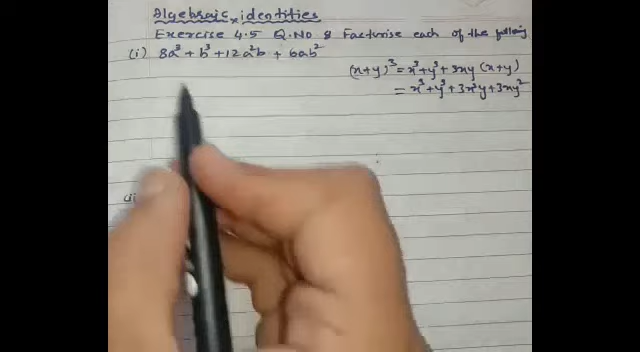 Algebraic identities
Exercise 4.5 Q.No 8 Factorise each of the following
(i) 8a³ + b³ + 12a²b + 6ab²
(x+y)³ = x³+y³+3xy(x+y)
= x³+y³+3x²y+3xy²
(ii)